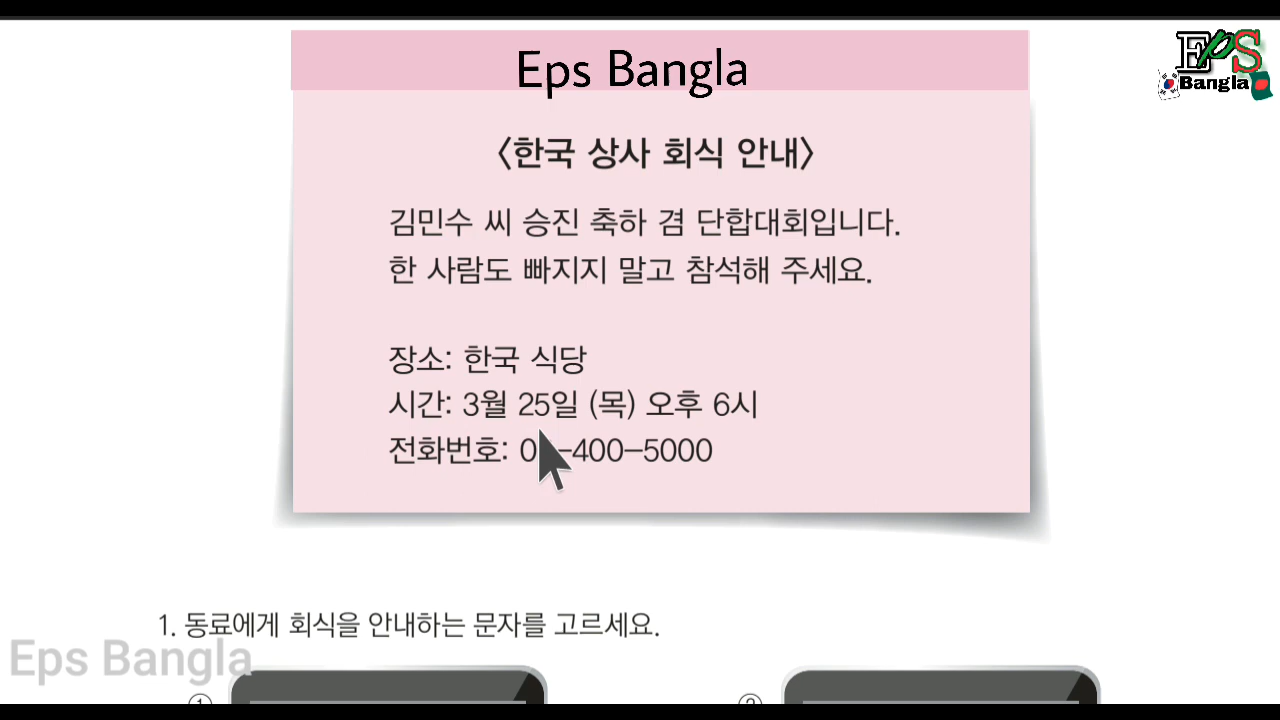 Eps Bangla
EPS
Bangla
〈한국 상사 회식 안내〉
김민수 씨 승진 축하 겸 단합대회입니다.
한 사람도 빠지지 말고 참석해 주세요.
장소: 한국 식당
시간: 3월 25일 (목) 오후 6시
전화번호:
1. 동료에게 회식을 안내하는 문자를 고르세요.
Eps Bangla